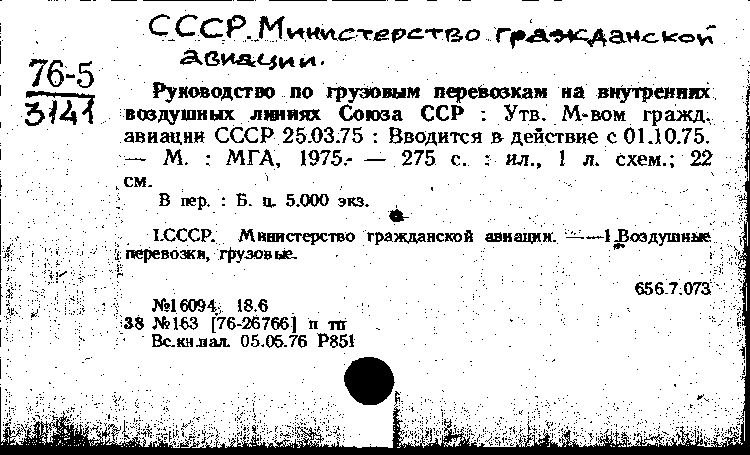 СССР. Министерство гражданской
авиации.
76-5
3141
Руководство по грузовым перевозкам на внутренних
воздушных линиях Союза ССР : Утв. М-вом гражд.
авиации СССР 25.03.75 : Вводится в действие с 01.10.75.
— М. : МГА, 1975.- — 275 с. : ил., 1 л. схем.; 22
см.
В пер. : Б. ц. 5.000 экз.
I.СССР. Министерство гражданской авиации. —— 1.Воздушные
перевозки, грузовые.
656.7.073
№16094 18.6
38 №163 [76-26766] п тп
Вс.кн.пал. 05.05.76 Р851